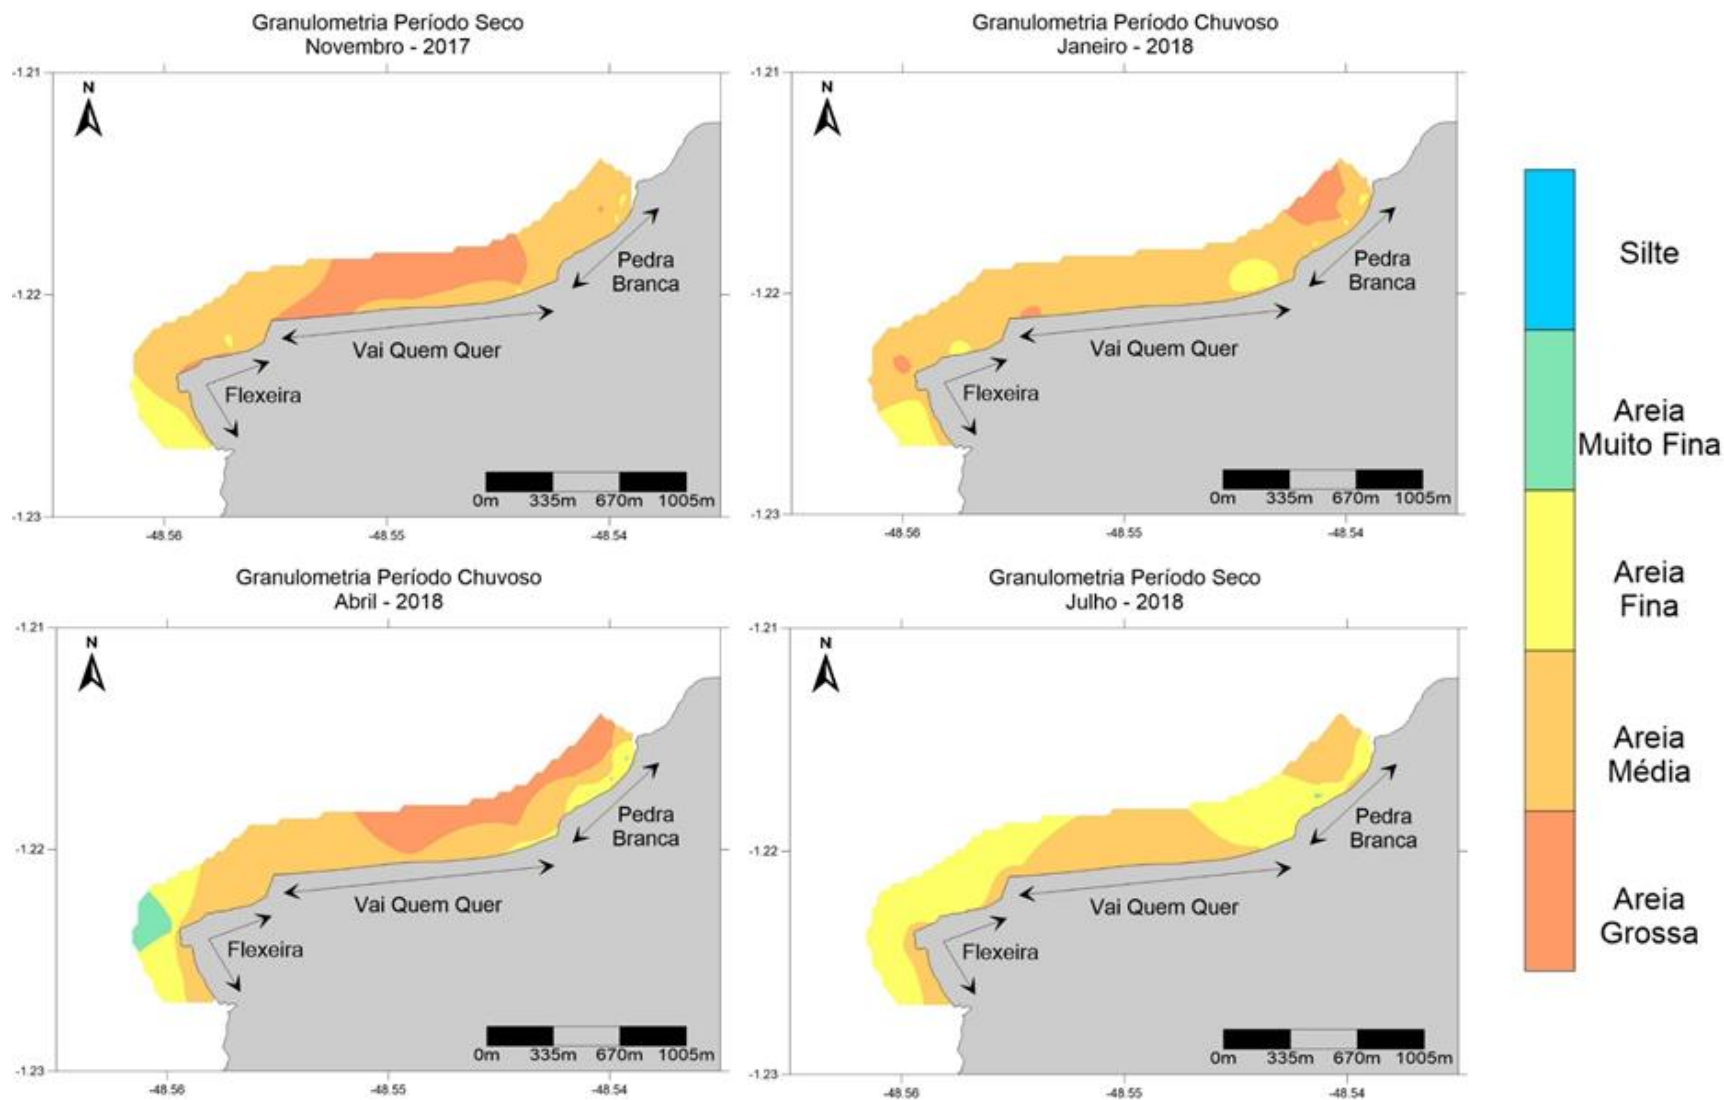 Granulometria Período Seco
Novembro - 2017
-1.21
N
-1.22
-1.23
Pedra
Branca
Vai Quem Quer
Flexeira
0m 335m 670m 1005m
-48.56 -48.55 -48.54
Granulometria Período Chuvoso
Janeiro - 2018
-1.21
N
-1.22
-1.23
Pedra
Branca
Vai Quem Quer
Flexeira
0m 335m 670m 1005m
-48.56 -48.55 -48.54
Granulometria Período Chuvoso
Abril - 2018
-1.21
N
-1.22
-1.23
Pedra
Branca
Vai Quem Quer
Flexeira
0m 335m 670m 1005m
-48.56 -48.55 -48.54
Granulometria Período Seco
Julho - 2018
-1.21
N
-1.22
-1.23
Pedra
Branca
Vai Quem Quer
Flexeira
0m 335m 670m 1005m
-48.56 -48.55 -48.54
Silte
Areia
Muito Fina
Areia
Fina
Areia
Média
Areia
Grossa